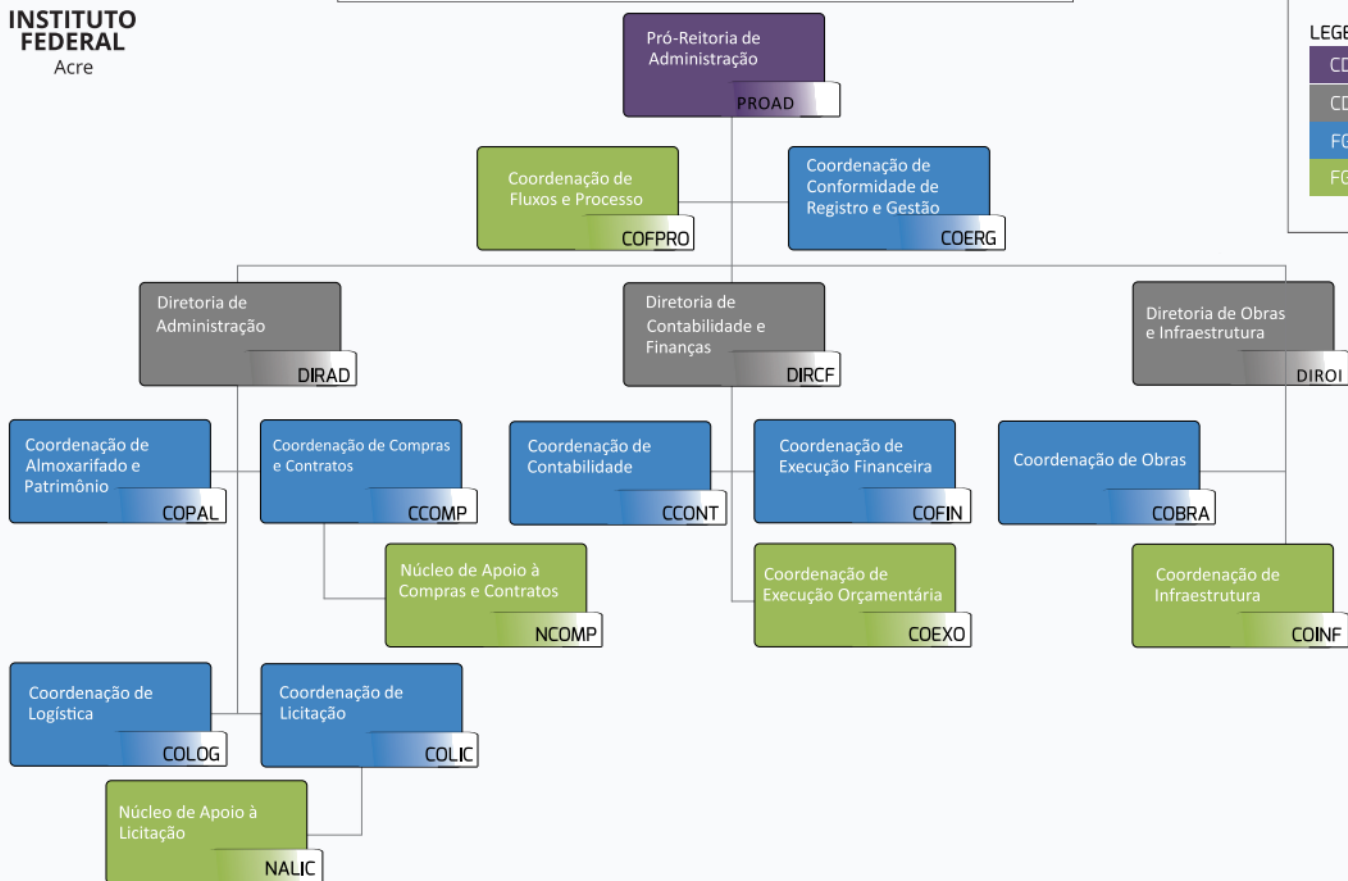 INSTITUTO
FEDERAL
Acre
Pró-Reitoria de
Administração
PROAD
LEGE
CD
CD
FG
FG
Coordenação de
Fluxos e Processo
COFPRO
Coordenação de
Conformidade de
Registro e Gestão
COERG
Diretoria de
Administração
DIRAD
Diretoria de
Contabilidade e
Finanças
DIRCF
Diretoria de Obras
e Infraestrutura
DIROI
Coordenação de
Almoxarifado e
Patrimônio
COPAL
Coordenação de Compras
e Contratos
CCOMP
Coordenação de
Contabilidade
CCONT
Coordenação de
Execução Financeira
COFIN
Coordenação de Obras
COBRA
Núcleo de Apoio à
Compras e Contratos
NCOMP
Coordenação de
Execução Orçamentária
COEXO
Coordenação de
Infraestrutura
COINF
Coordenação de
Logística
COLOG
Coordenação de
Licitação
COLIC
Núcleo de Apoio à
Licitação
NALIC